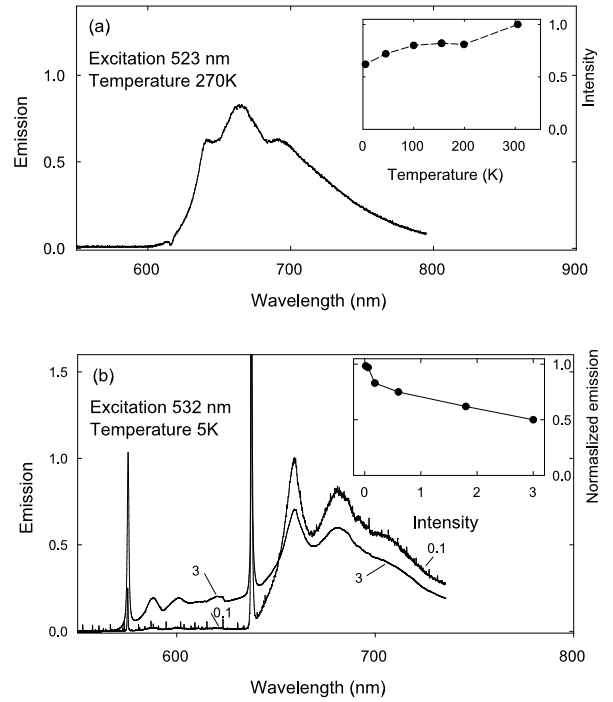 (a)
Excitation 523 nm
Temperature 270K
Emission
1.0
0.5
0.0
600
700
800
900
Wavelength (nm)
1.0
0.5
0.0
Intensity
0
100
200
300
Temperature (K)
(b)
Excitation 532 nm
Temperature 5K
Emission
1.5
1.0
0.5
0.0
600
700
800
Wavelength (nm)
3
0.1
0.1
3
1.0
0.5
0.0
Normaslized emission
0
1
2
3
Intensity